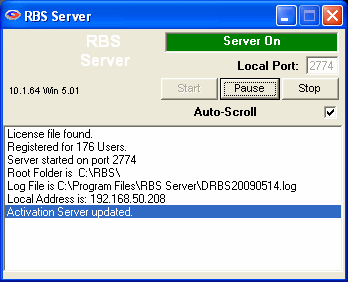 RBS Server
RBS
Server
Server On
Local Port: 2774
10.1.64 Win 5.01
Start Pause Stop
Auto-Scroll
License file found.
Registered for 176 Users.
Server started on port 2774
Root Folder is  C:\RBS\
Log File is C:\Program Files\RBS Server\DRBS20090514.log
Local Address is: 192.168.50.208
Activation Server updated.